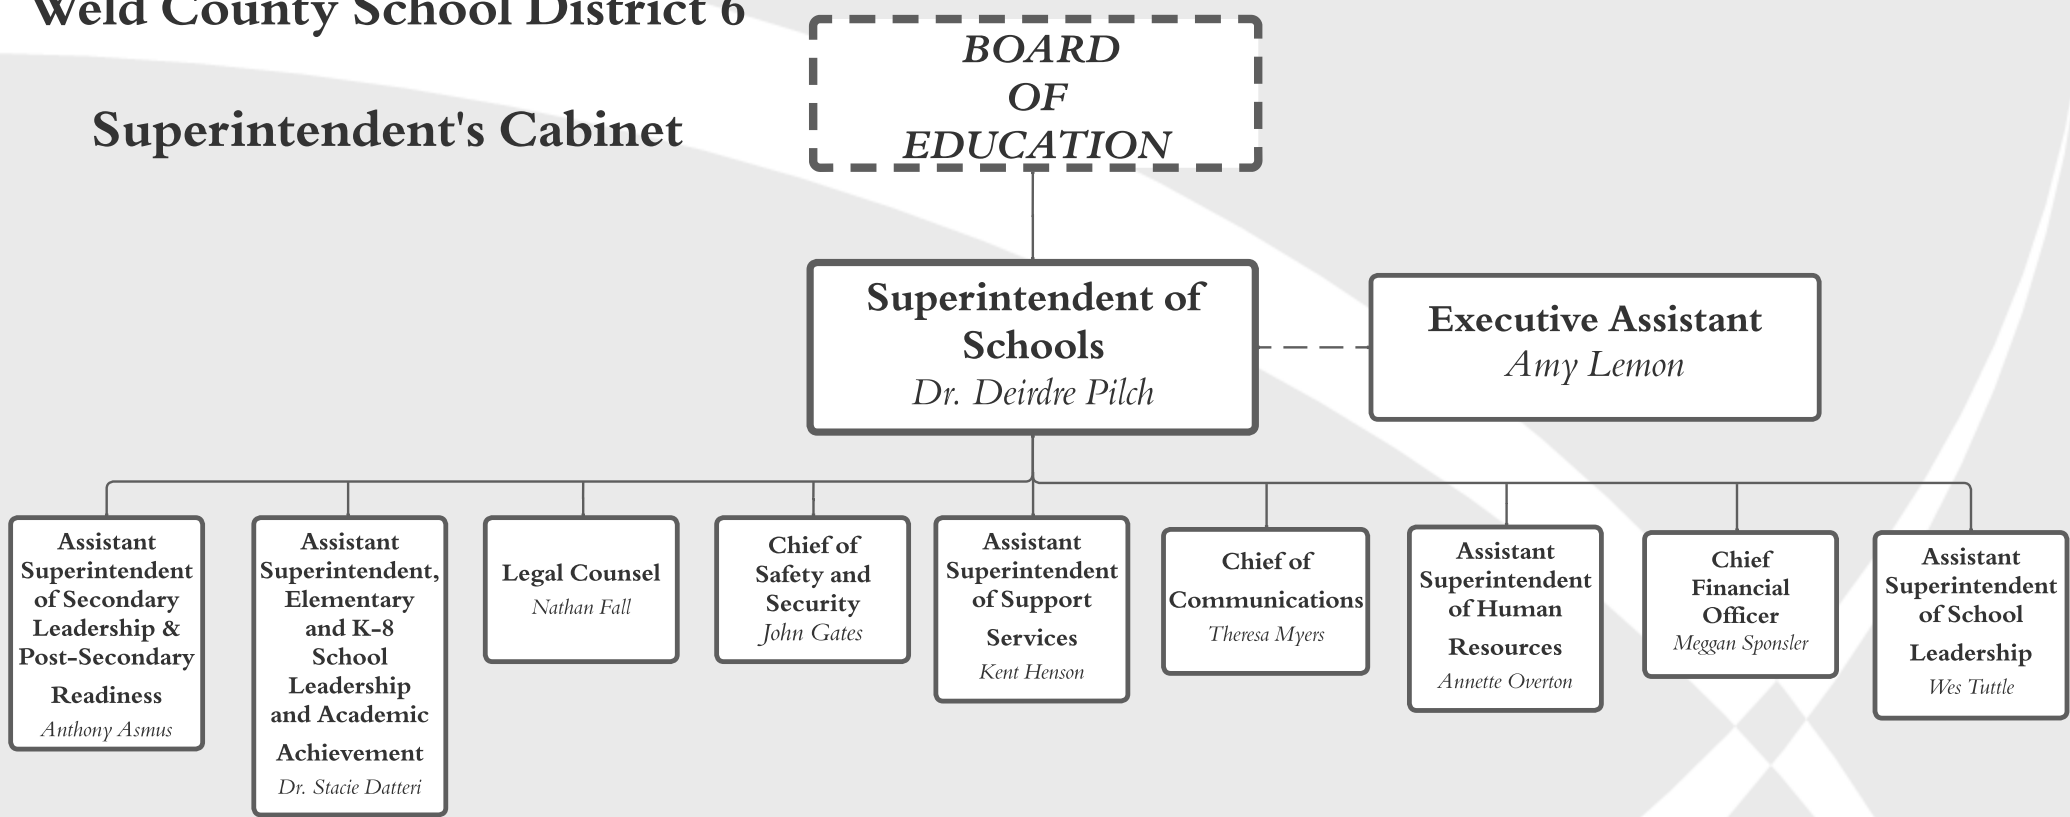 Weld County School District 6
Superintendent's Cabinet
BOARD
OF
EDUCATION
Superintendent of
Schools
Dr. Deirdre Pilch
Executive Assistant
Amy Lemon
Assistant
Superintendent
of Secondary
Leadership &
Post-Secondary
Readiness
Anthony Asmus
Assistant
Superintendent,
Elementary
and K-8
School
Leadership
and Academic
Achievement
Dr. Stacie Datteri
Legal Counsel
Nathan Fall
Chief of
Safety and
Security
John Gates
Assistant
Superintendent
of Support
Services
Kent Henson
Chief of
Communications
Theresa Myers
Assistant
Superintendent
of Human
Resources
Annette Overton
Chief
Financial
Officer
Meggan Sponsler
Assistant
Superintendent
of School
Leadership
Wes Tuttle